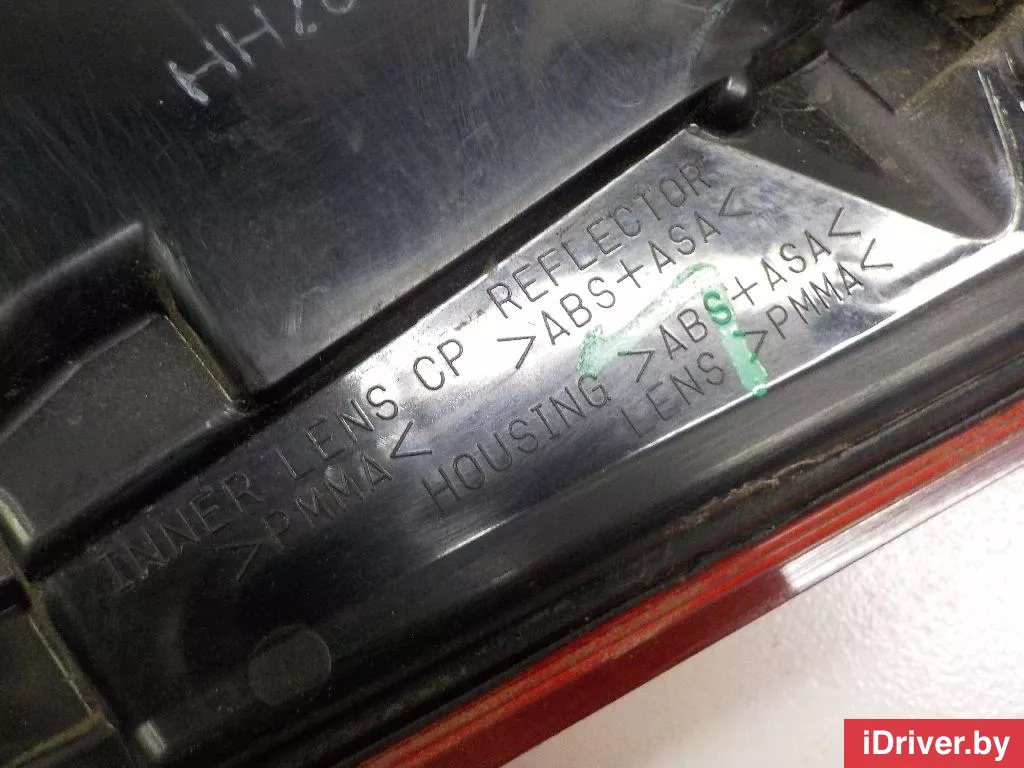 REFLECTOR
>ABS+ASA<
INNER LENS CP
>PMMA<
HOUSING >ABS+ASA<
LENS >PMMA<
iDriver.by